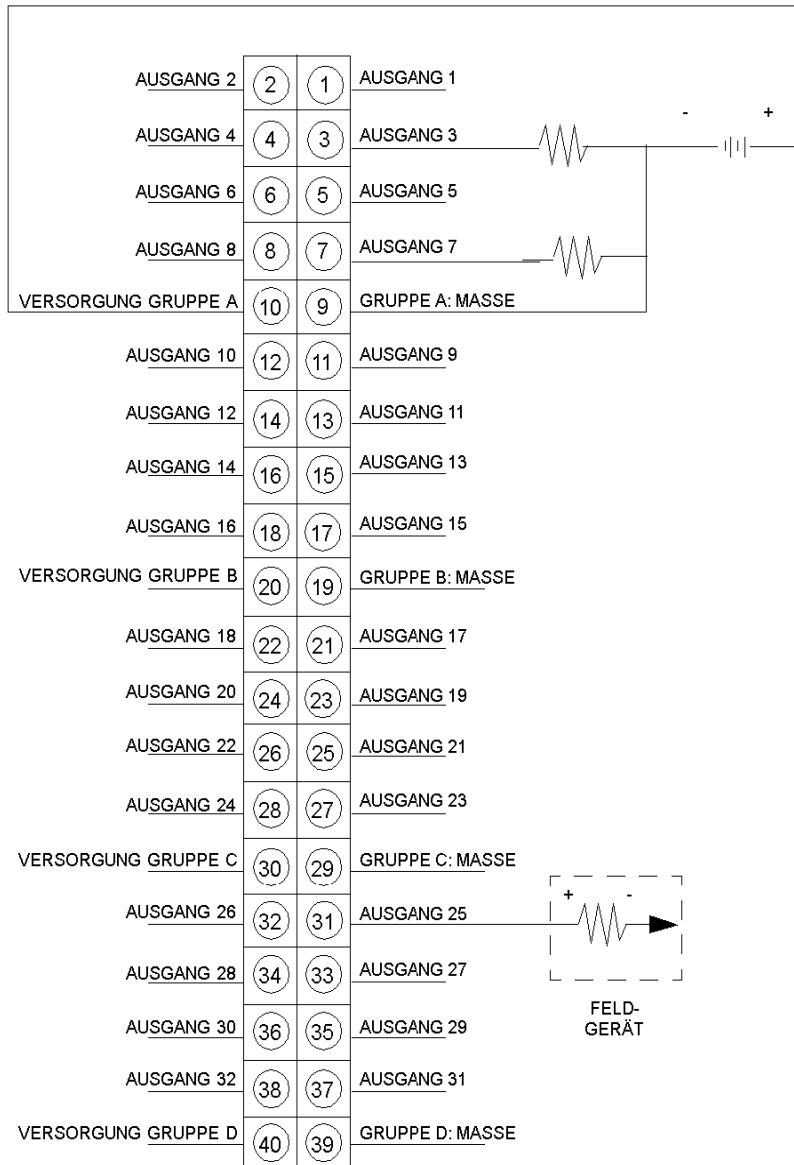 AUSGANG 2 2 1 AUSGANG 1
- +
AUSGANG 4 4 3 AUSGANG 3
AUSGANG 6 6 5 AUSGANG 5
AUSGANG 8 8 7 AUSGANG 7
VERSORGUNG GRUPPE A 10 9 GRUPPE A: MASSE
AUSGANG 10 12 11 AUSGANG 9
AUSGANG 12 14 13 AUSGANG 11
AUSGANG 14 16 15 AUSGANG 13
AUSGANG 16 18 17 AUSGANG 15
VERSORGUNG GRUPPE B 20 19 GRUPPE B: MASSE
AUSGANG 18 22 21 AUSGANG 17
AUSGANG 20 24 23 AUSGANG 19
AUSGANG 22 26 25 AUSGANG 21
AUSGANG 24 28 27 AUSGANG 23
VERSORGUNG GRUPPE C 30 29 GRUPPE C: MASSE
+ -
AUSGANG 26 32 31 AUSGANG 25
AUSGANG 28 34 33 AUSGANG 27
FELD-
GERÄT
AUSGANG 30 36 35 AUSGANG 29
AUSGANG 32 38 37 AUSGANG 31
VERSORGUNG GRUPPE D 40 39 GRUPPE D: MASSE